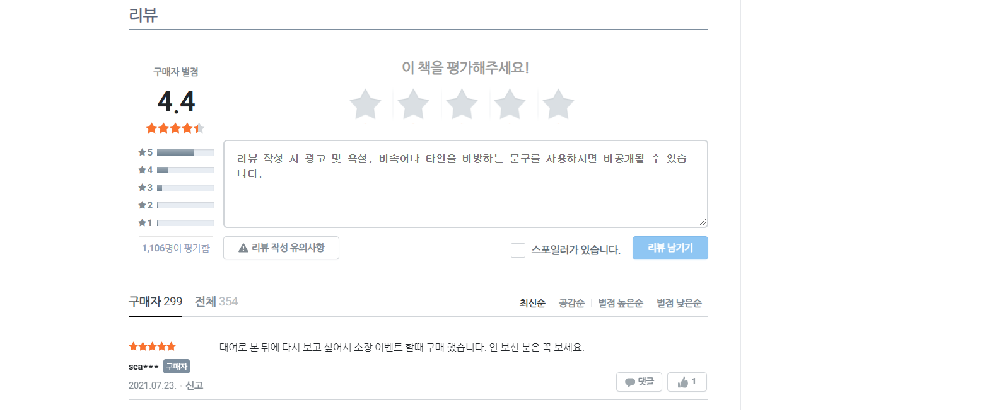 리뷰
구매자 별점
4.4
5
4
3
2
1
1,106명이 평가함
이 책을 평가해주세요!
리뷰 작성 시 광고 및 욕설, 비속어나 타인을 비방하는 문구를 사용하시면 비공개될 수 있습
니다.
리뷰 작성 유의사항
스포일러가 있습니다.
리뷰 남기기
구매자 299 전체 354
최신순 공감순 별점 높은순 별점 낮은순
대여로 본 뒤에 다시 보고 싶어서 소장 이벤트 할때 구매 했습니다. 안 보신 분은 꼭 보세요.
sca*** 구매자
2021.07.23. · 신고
댓글 1